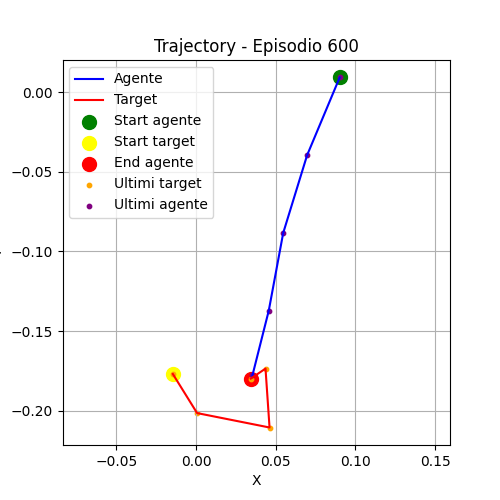 Trajectory - Episodio 600
Agente
Target
Start agente
Start target
End agente
Ultimi target
Ultimi agente
0.00
−0.05
−0.10
−0.15
−0.20
−0.05
0.00
0.05
0.10
0.15
X